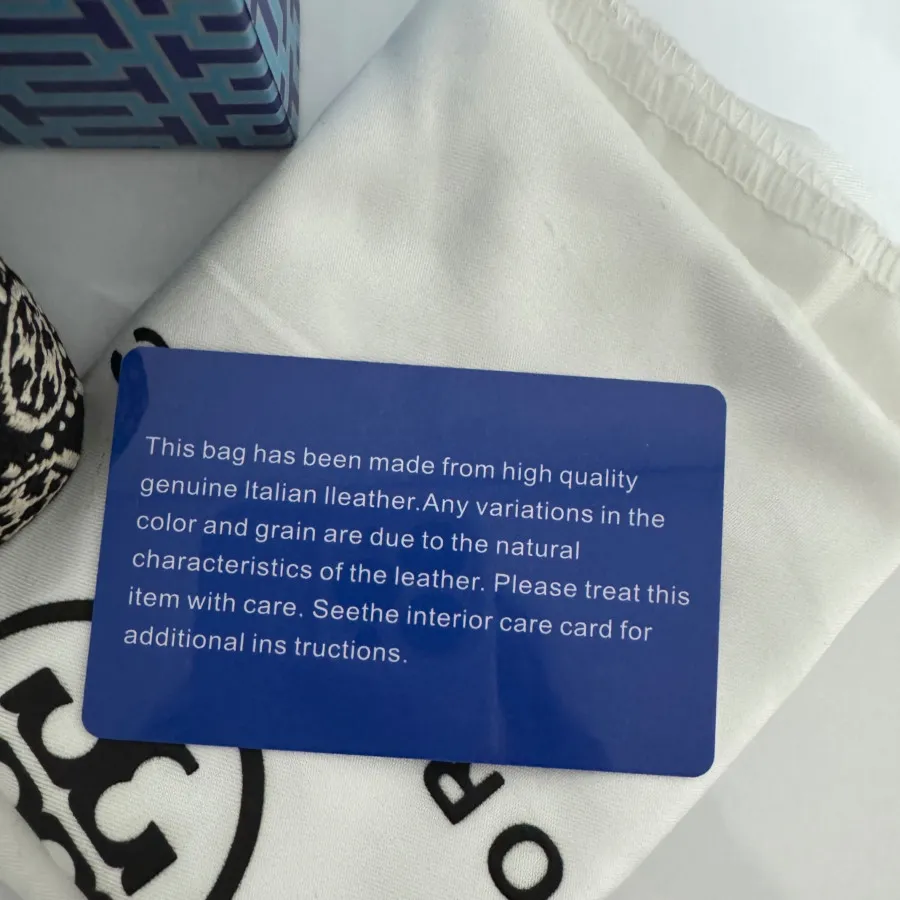 This bag has been made from high quality
genuine Italian lleather.Any variations in the
color and grain are due to the natural
characteristics of the leather. Please treat this
item with care. Seethe interior care card for
additional ins tructions.
R
O